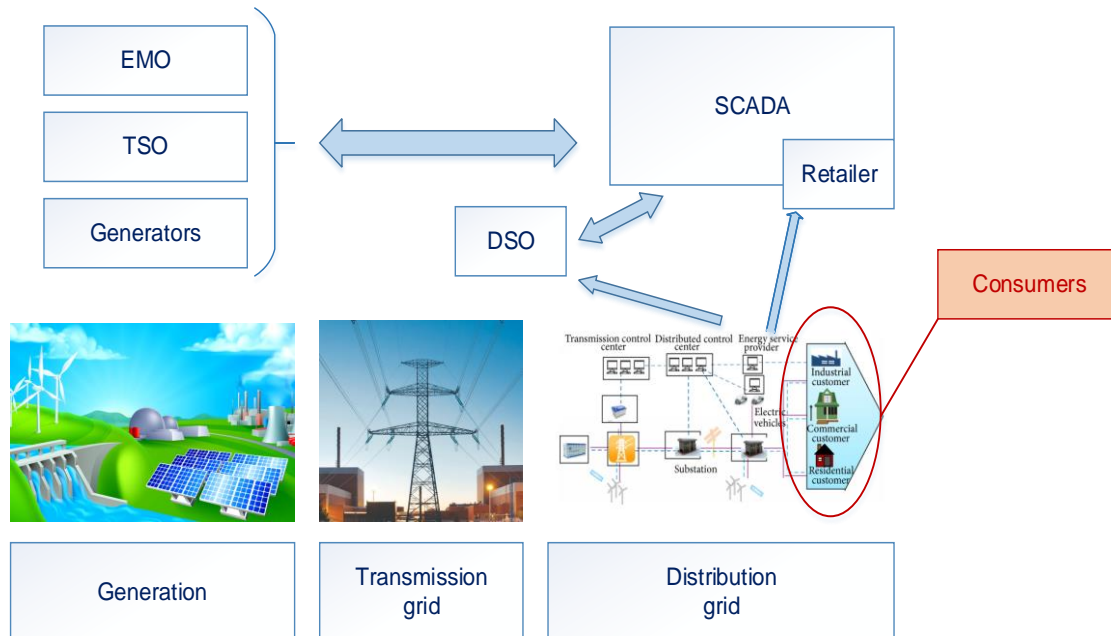 EMO
TSO
Generators
SCADA
Retailer
DSO
Consumers
Transmission control
center
Distributed control
center
Energy service
provider
Industrial
customer
Electric
vehicles
Commercial
customer
Substation
Residential
customer
Generation
Transmission
grid
Distribution
grid